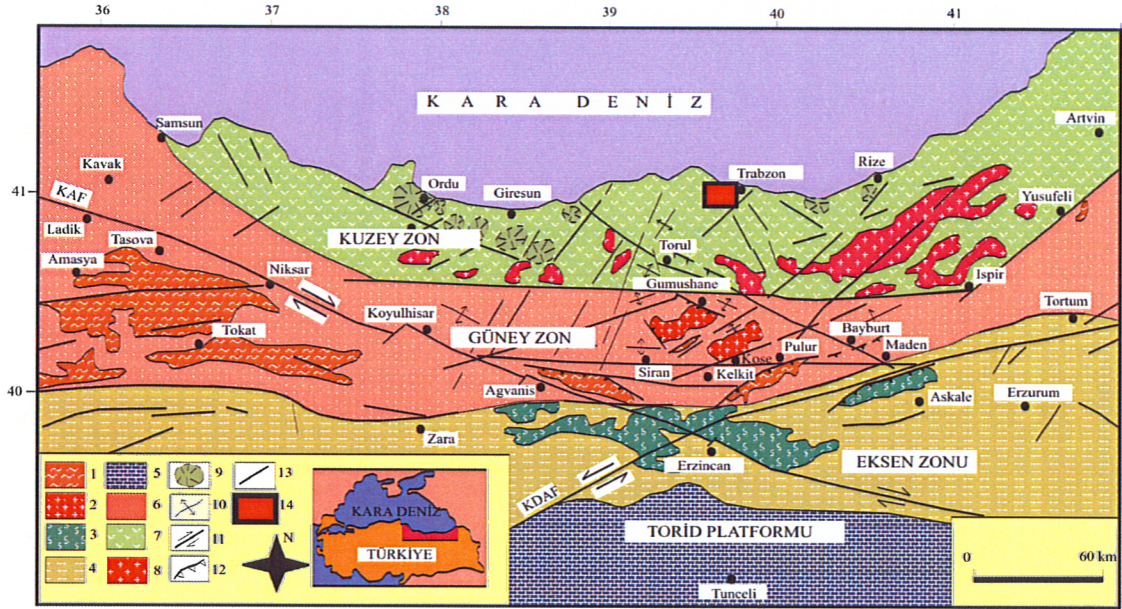 36 37 38 39 40 41
K A R A D E N İ Z
Artvin
Samsun
Kavak
Rize
Ordu
Trabzon
41
Giresun
Yusufeli
KAF
Ladik
Tasova
KUZEY ZON
Torul
Amasya
Niksar
Gumushane
Ispir
Koyulhisar
Tortum
Tokat
GÜNEY ZON
Bayburt
Pulur
Maden
Siran
Kose
Kelkit
40
Agvanis
Askale
Erzurum
Zara
Erzincan
EKSEN ZONU
KDAF
1 5 9 13
2 6 10 14
3 7 11 N
4 8 12
KARA DENİZ
TÜRKİYE
TORİD PLATFORMU
0 60 km
Tunceli